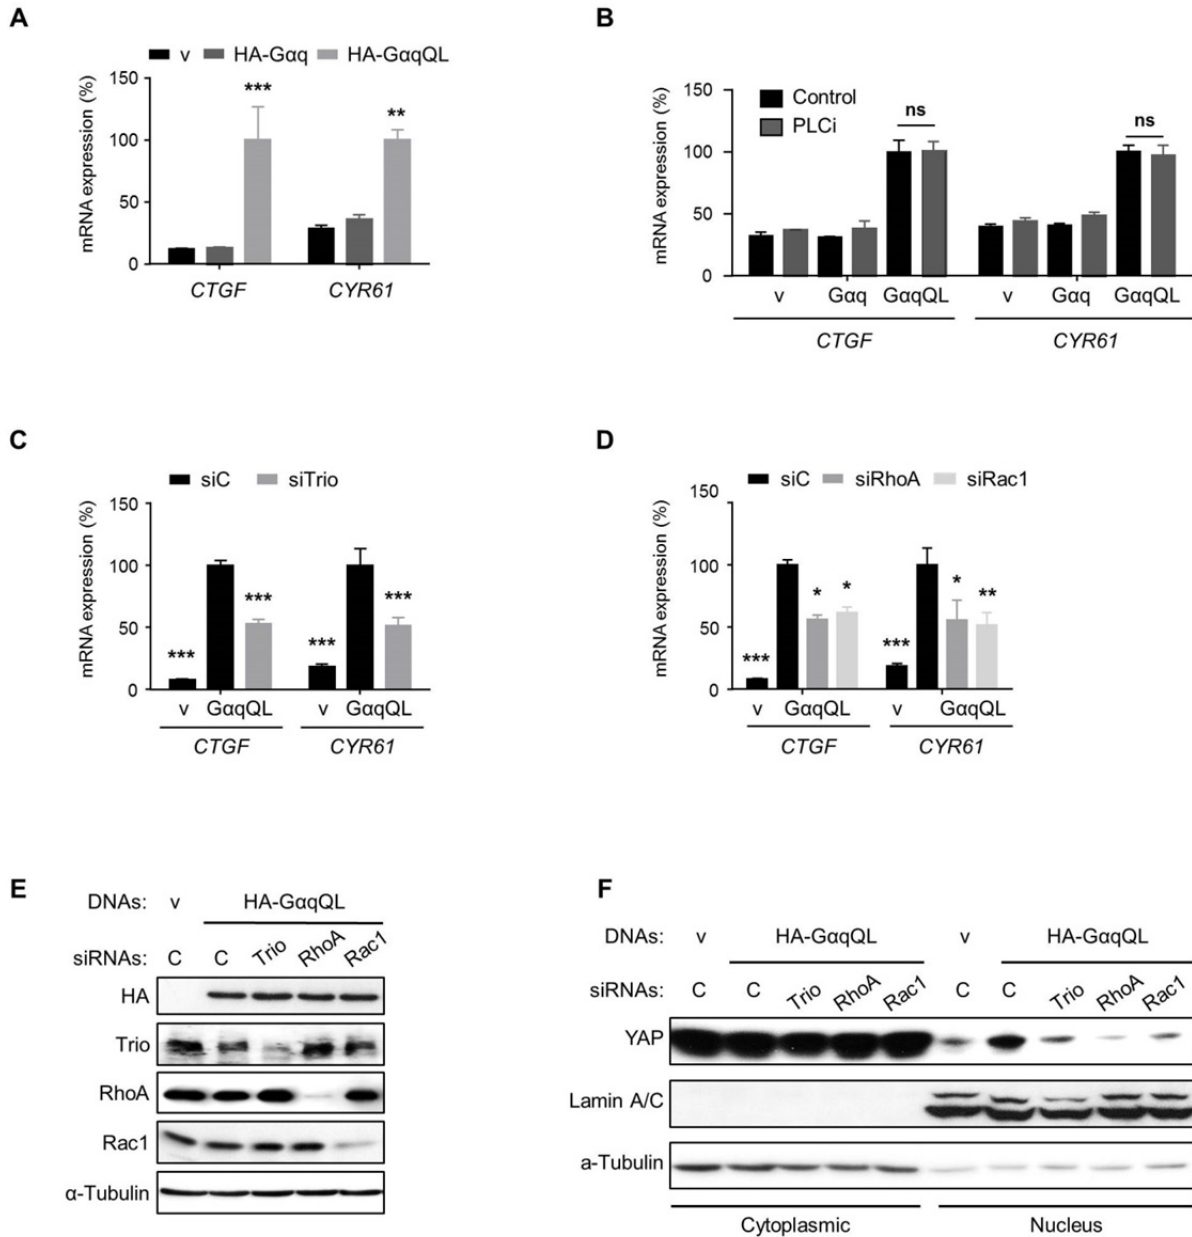 A
v HA-Gαq HA-GαqQL
mRNA expression (%)
150
100
50
0
***
**
CTGF CYR61
B
Control
PLCi
mRNA expression (%)
150
100
50
0
ns
ns
v Gαq GαqQL v Gαq GαqQL
CTGF CYR61
C
siC siTrio
mRNA expression (%)
150
100
50
0
***
***
***
***
v GαqQL v GαqQL
CTGF CYR61
D
siC siRhoA siRac1
mRNA expression (%)
150
100
50
0
***
*
*
***
*
**
v GαqQL v GαqQL
CTGF CYR61
E
DNAs: v HA-GαqQL
siRNAs: C C Trio RhoA Rac1
HA
Trio
RhoA
Rac1
α-Tubulin
F
DNAs: v HA-GαqQL v HA-GαqQL
siRNAs: C C Trio RhoA Rac1 C C Trio RhoA Rac1
YAP
Lamin A/C
a-Tubulin
Cytoplasmic Nucleus